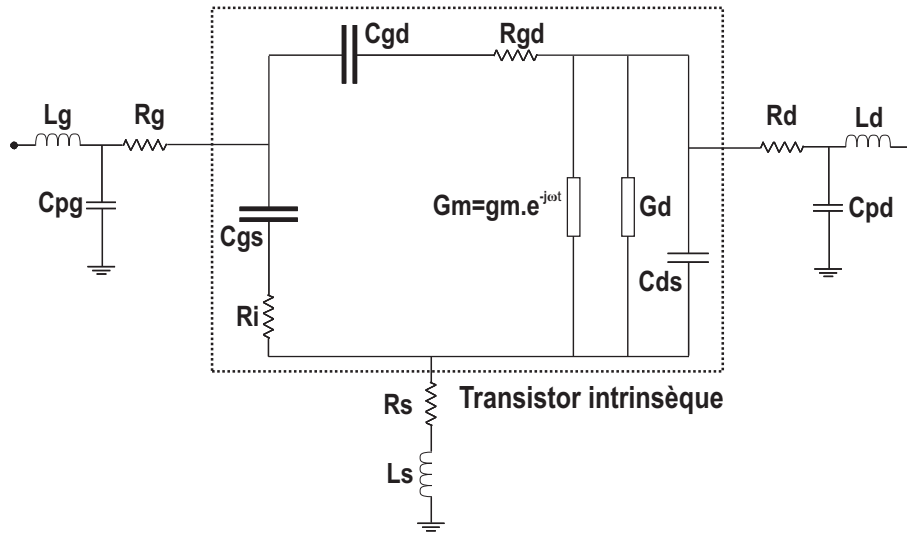 Cgd
Rgd
Lg
Rg
Rd
Ld
Cpg
Cgs
Gm=gm.e^-jωt
Gd
Cpd
Cds
Ri
Rs
Transistor intrinsèque
Ls